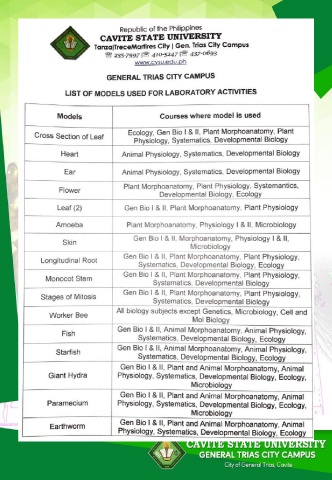 Republic of the Philippines
CAVITE STATE UNIVERSITY
Tanza|TreceMartires City | Gen. Trias City Campus
☏ 235-7997 |☏ 410-5247 |☏ 437-0693
www.cvsu.edu.ph
GENERAL TRIAS CITY CAMPUS
LIST OF MODELS USED FOR LABORATORY ACTIVITIES
Models Courses where model is used
Cross Section of Leaf Ecology, Gen Bio I & II, Plant Morphoanatomy, Plant
Physiology, Systematics, Developmental Biology
Heart Animal Physiology, Systematics, Developmental Biology
Ear Animal Physiology, Systematics, Developmental Biology
Flower Plant Morphoanatomy, Plant Physiology, Systemantics,
Developmental Biology, Ecology
Leaf (2) Gen Bio I & II, Plant Morphoanatomy, Plant Physiology
Amoeba Plant Morphoanatomy, Physiology I & II, Microbiology
Skin Gen Bio I & II, Morphoanatomy, Physiology I & II,
Microbiology
Longitudinal Root Gen Bio I & II, Plant Morphoanatomy, Plant Physiology,
Systematics, Developmental Biology, Ecology
Monocot Stem Gen Bio I & II, Plant Morphoanatomy, Plant Physiology,
Systematics, Developmental Biology
Stages of Mitosis Gen Bio I & II, Plant Morphoanatomy, Plant Physiology,
Systematics, Developmental Biology
Worker Bee All biology subjects except Genetics, Microbiology, Cell and
Mol Biology
Fish Gen Bio I & II, Animal Morphoanatomy, Animal Physiology,
Systematics, Developmental Biology, Ecology
Starfish Gen Bio I & II, Animal Morphoanatomy, Animal Physiology,
Systematics, Developmental Biology, Ecology
Giant Hydra Gen Bio I & II, Plant and Animal Morphoanatomy, Animal
Physiology, Systematics, Developmental Biology, Ecology,
Microbiology
Paramecium Gen Bio I & II, Plant and Animal Morphoanatomy, Animal
Physiology, Systematics, Developmental Biology, Ecology,
Microbiology
Earthworm Gen Bio I & II, Plant and Animal Morphoanatomy, Animal
Physiology, Systematics, Developmental Biology, Ecology
CAVITE STATE UNIVERSITY
GENERAL TRIAS CITY CAMPUS
City of General Trias, Cavite